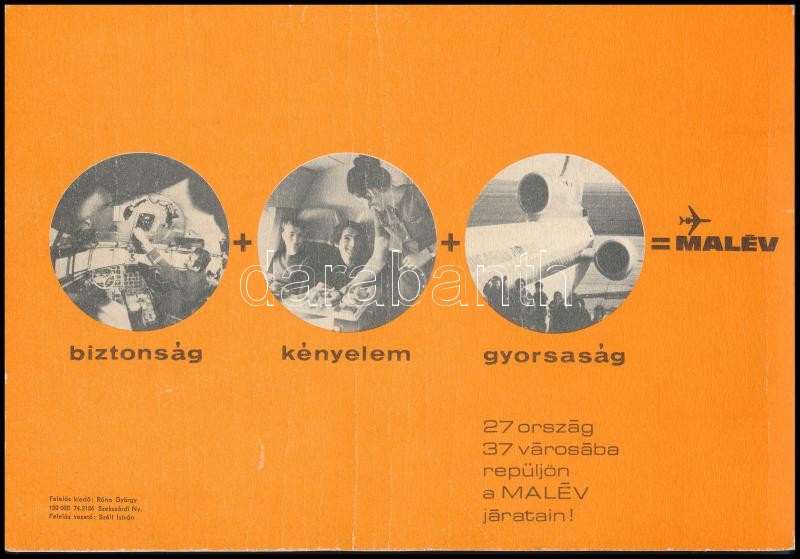 + + = MALÉV
biztonság kényelem gyorsaság
darabanth
27 ország
37 városába
repüljön
a MALÉV
járatain!
Felelős kiadó: Róna György
100 000 74.2106 Szekszárdi Ny.
Felelős vezető: Széll István